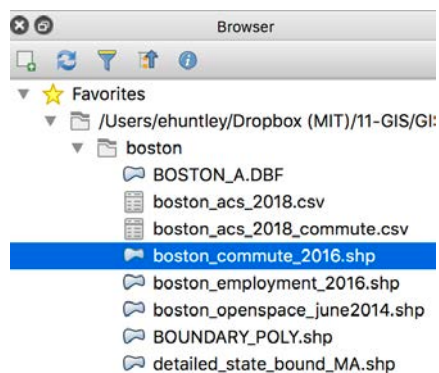 Browser
Favorites
/Users/ehuntley/Dropbox (MIT)/11-GIS/GI
boston
BOSTON_A.DBF
boston_acs_2018.csv
boston_acs_2018_commute.csv
boston_commute_2016.shp
boston_employment_2016.shp
boston_openspace_june2014.shp
BOUNDARY_POLY.shp
detailed_state_bound_MA.shp